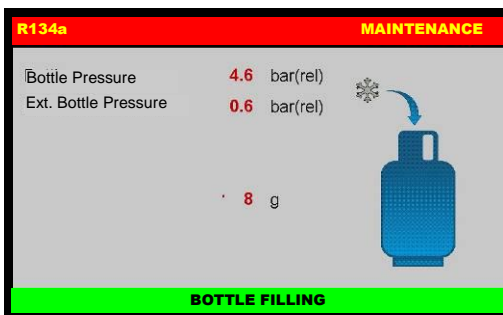 R134a MAINTENANCE
Bottle Pressure 4.6 bar(rel)
Ext. Bottle Pressure 0.6 bar(rel)
8 g
BOTTLE FILLING